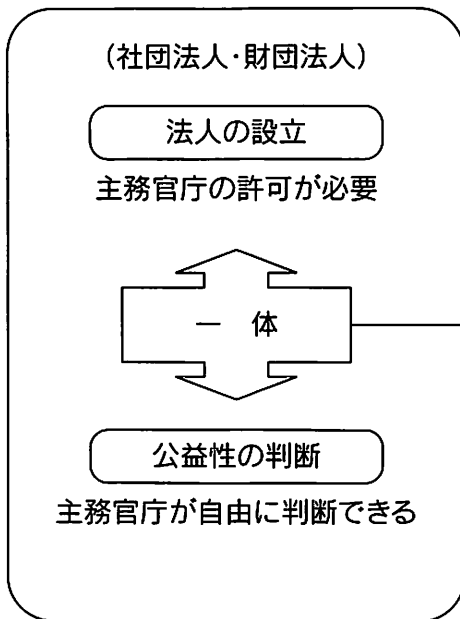 (社団法人・財団法人)
法人の設立
主務官庁の許可が必要
一 体
公益性の判断
主務官庁が自由に判断できる